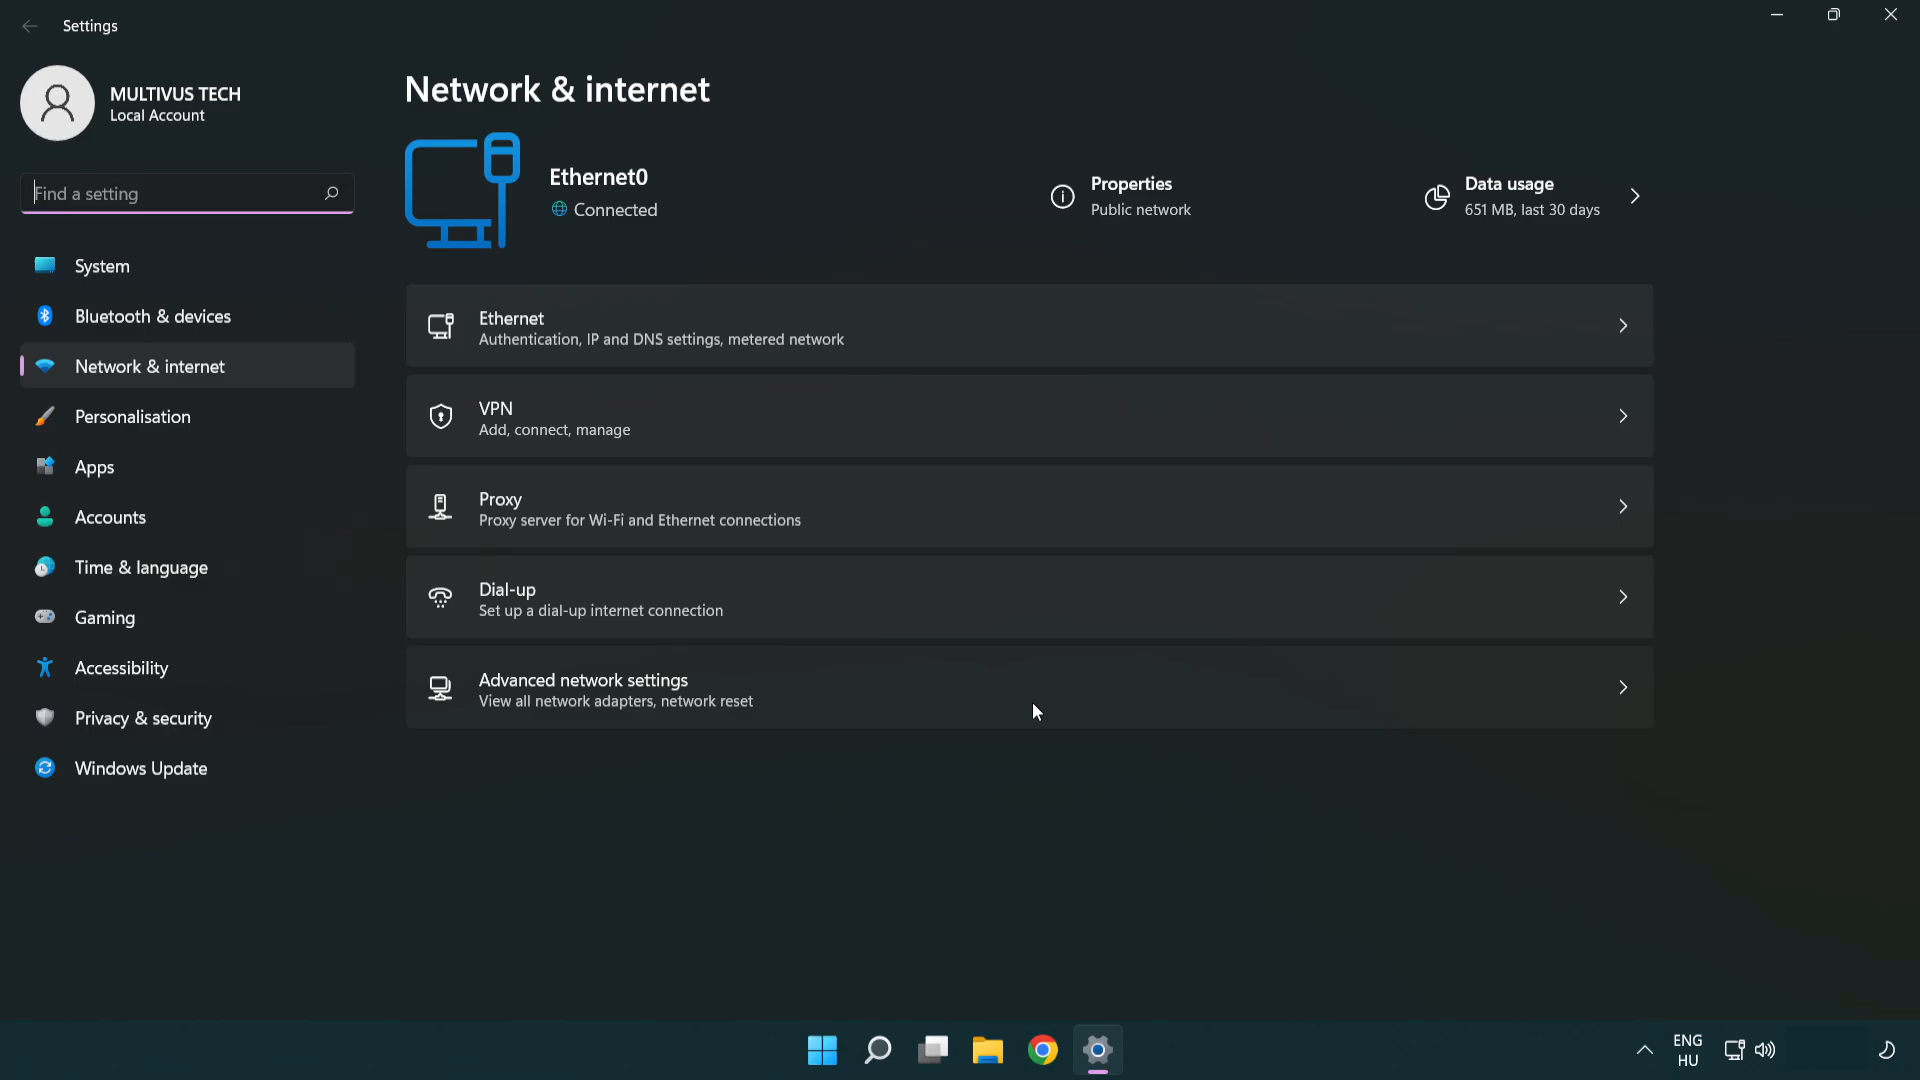 Settings
MULTIVUS TECH
Local Account
Find a setting
System
Bluetooth & devices
Network & internet
Personalisation
Apps
Accounts
Time & language
Gaming
Accessibility
Privacy & security
Windows Update
Network & internet
Ethernet0
Connected
Properties
Public network
Data usage
651 MB, last 30 days
Ethernet
Authentication, IP and DNS settings, metered network
VPN
Add, connect, manage
Proxy
Proxy server for Wi-Fi and Ethernet connections
Dial-up
Set up a dial-up internet connection
Advanced network settings
View all network adapters, network reset
ENG
HU